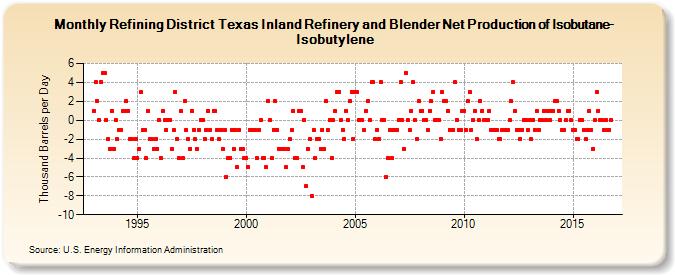 Monthly Refining District Texas Inland Refinery and Blender Net Production of Isobutane-
Isobutylene
Thousand Barrels per Day
6
4
2
0
-2
-4
-6
-8
-10
1995 2000 2005 2010 2015
Source: U.S. Energy Information Administration